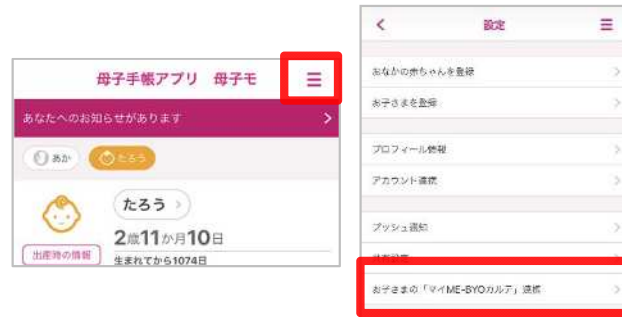 母子手帳アプリ 母子モ
あなたへのお知らせがあります
あか たろう
たろう
2歳11か月10日
出産時の情報
生まれてから1074日
設定
おなかの赤ちゃんを登録
お子さまを登録
プロフィール情報
アカウント連携
プッシュ通知
お子さまの「マイME-BYOカルテ」連携